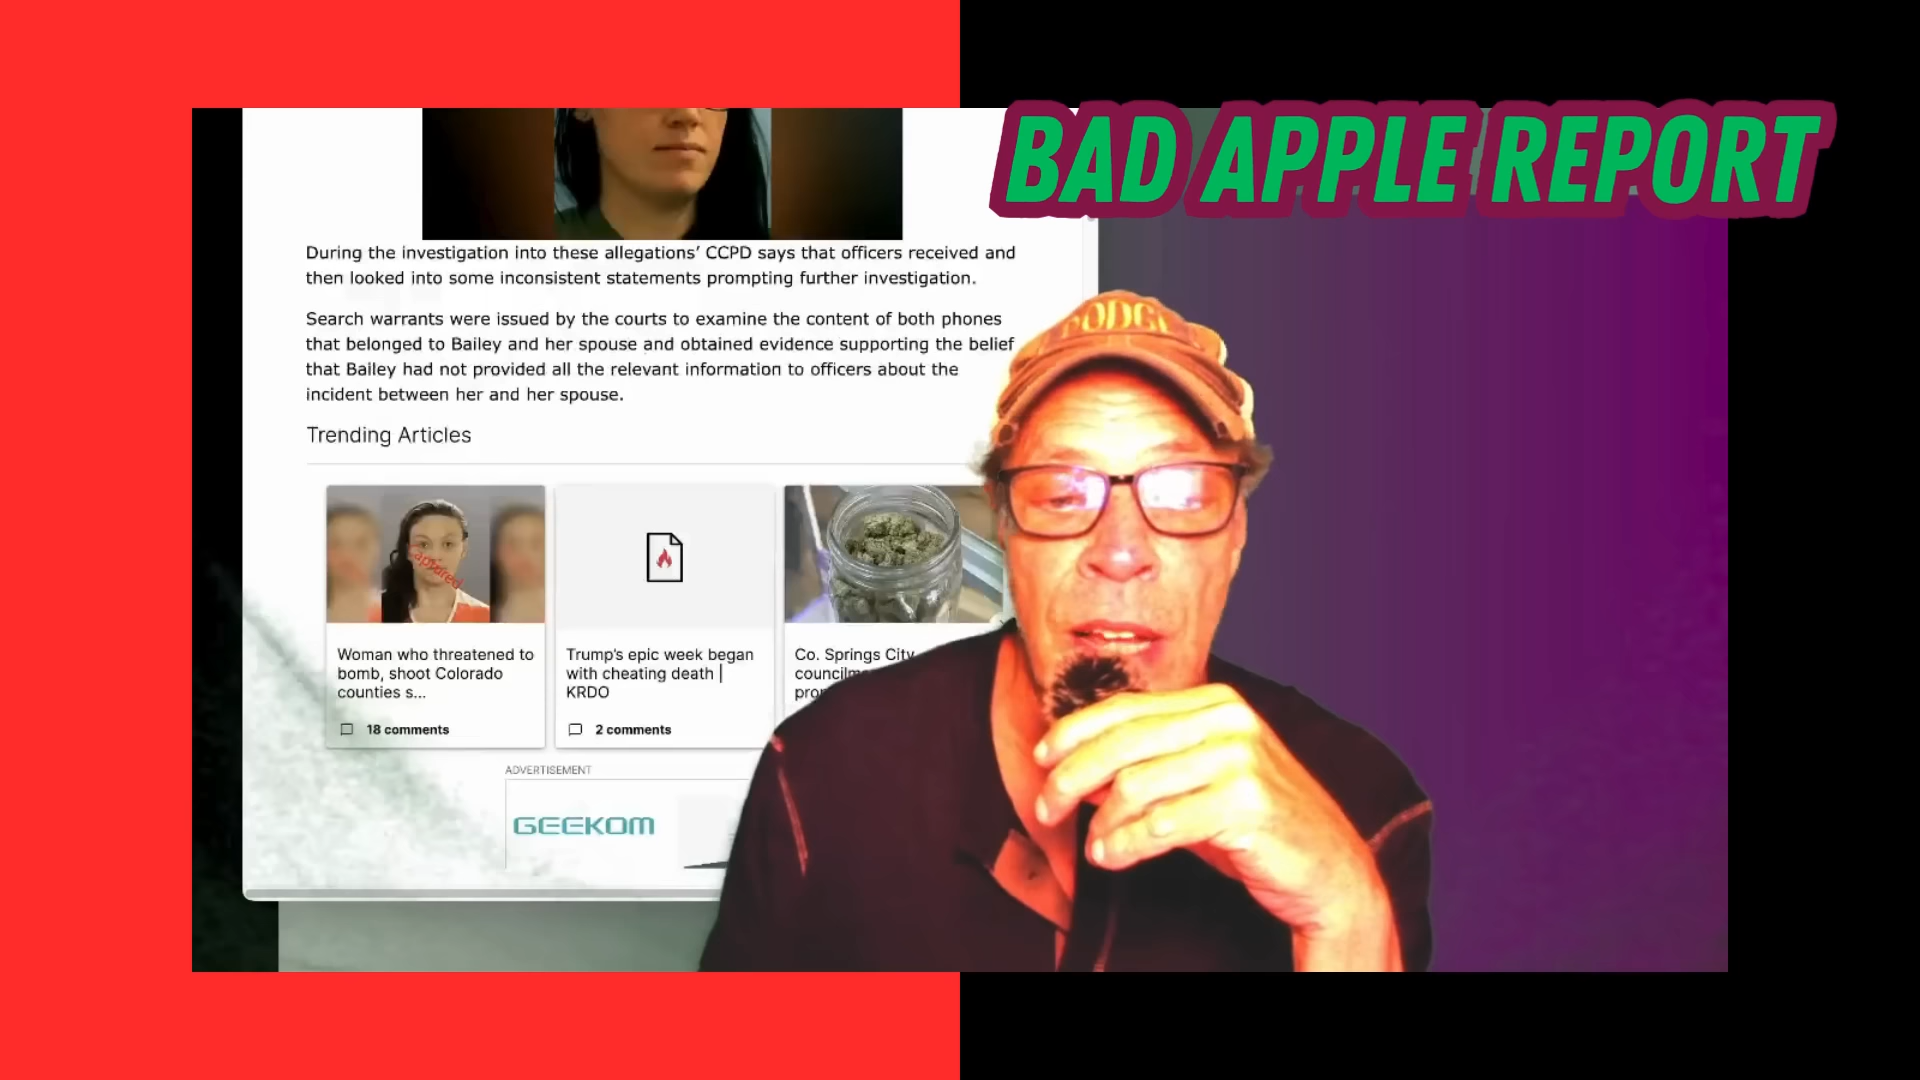 BAD APPLE REPORT
During the investigation into these allegations’ CCPD says that officers received and
then looked into some inconsistent statements prompting further investigation.
Search warrants were issued by the courts to examine the content of both phones
that belonged to Bailey and her spouse and obtained evidence supporting the belief
that Bailey had not provided all the relevant information to officers about the
incident between her and her spouse.
DODGE
Trending Articles
captured
Woman who threatened to
bomb, shoot Colorado
counties s...
18 comments
Trump's epic week began
with cheating death |
KRDO
2 comments
Co. Springs City
ADVERTISEMENT
GEEKOM